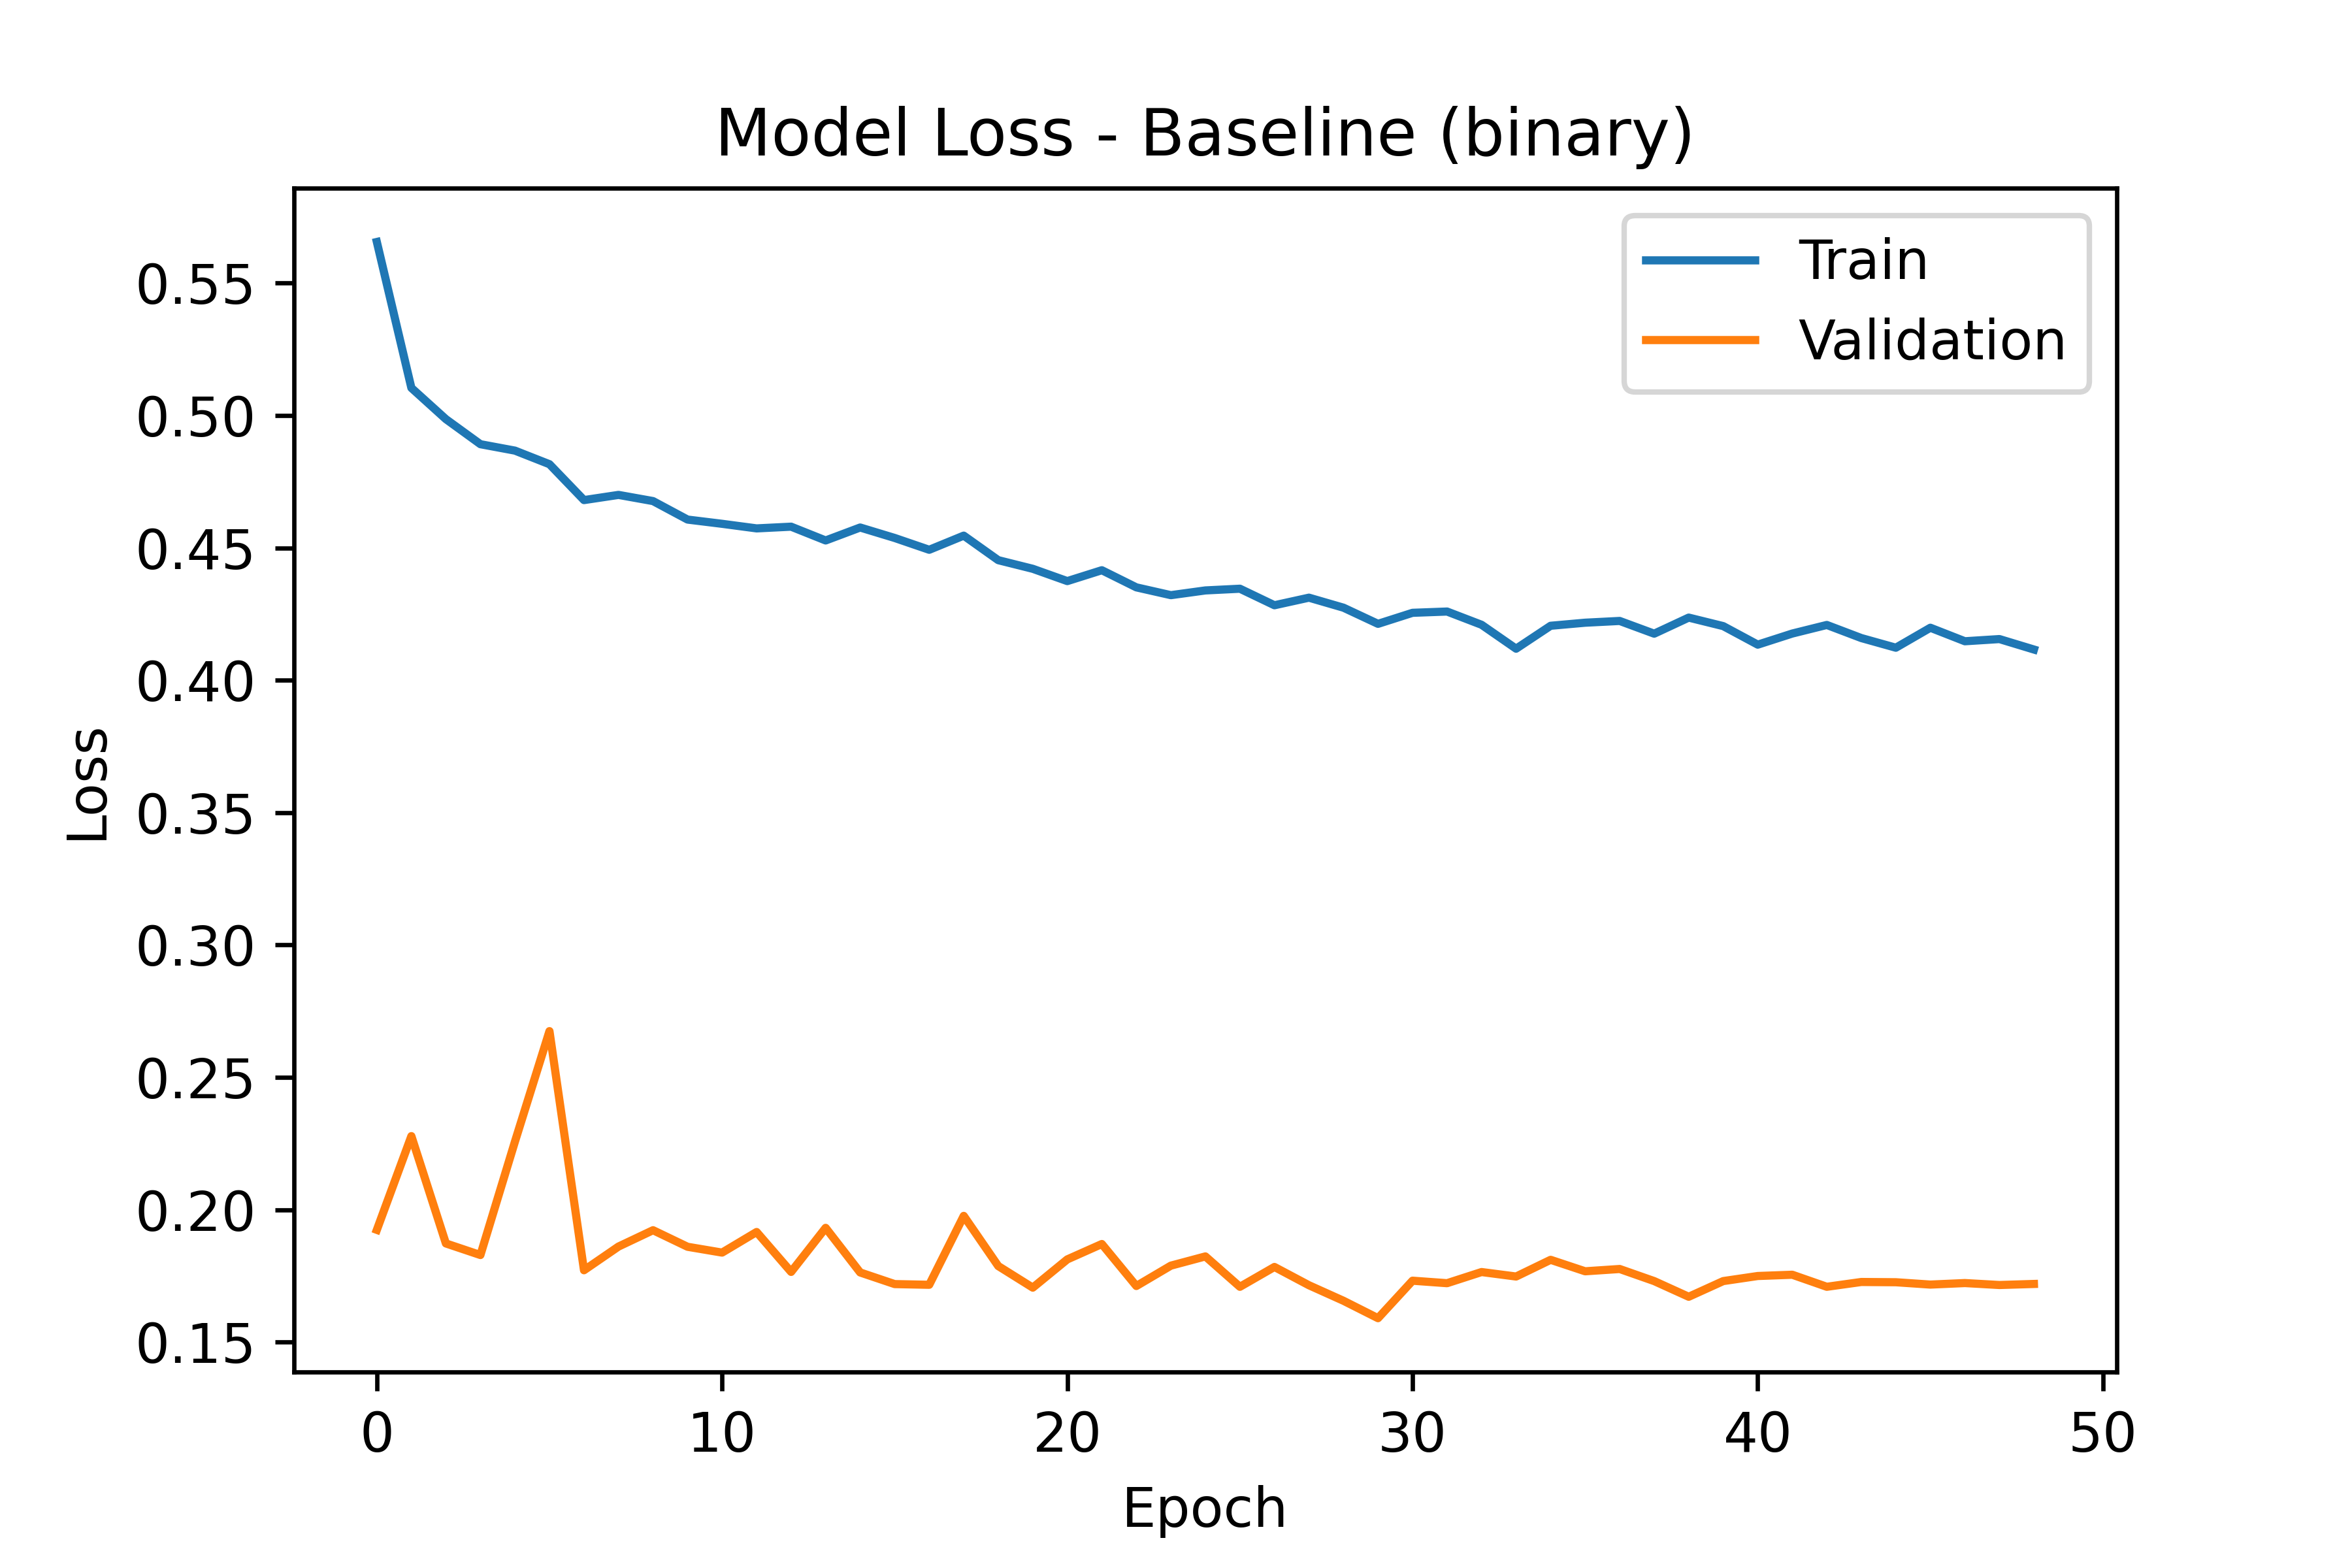 Model Loss - Baseline (binary)
Train
Validation
0.55
0.50
0.45
0.40
0.35
0.30
0.25
0.20
0.15
Loss
0 10 20 30 40 50
Epoch